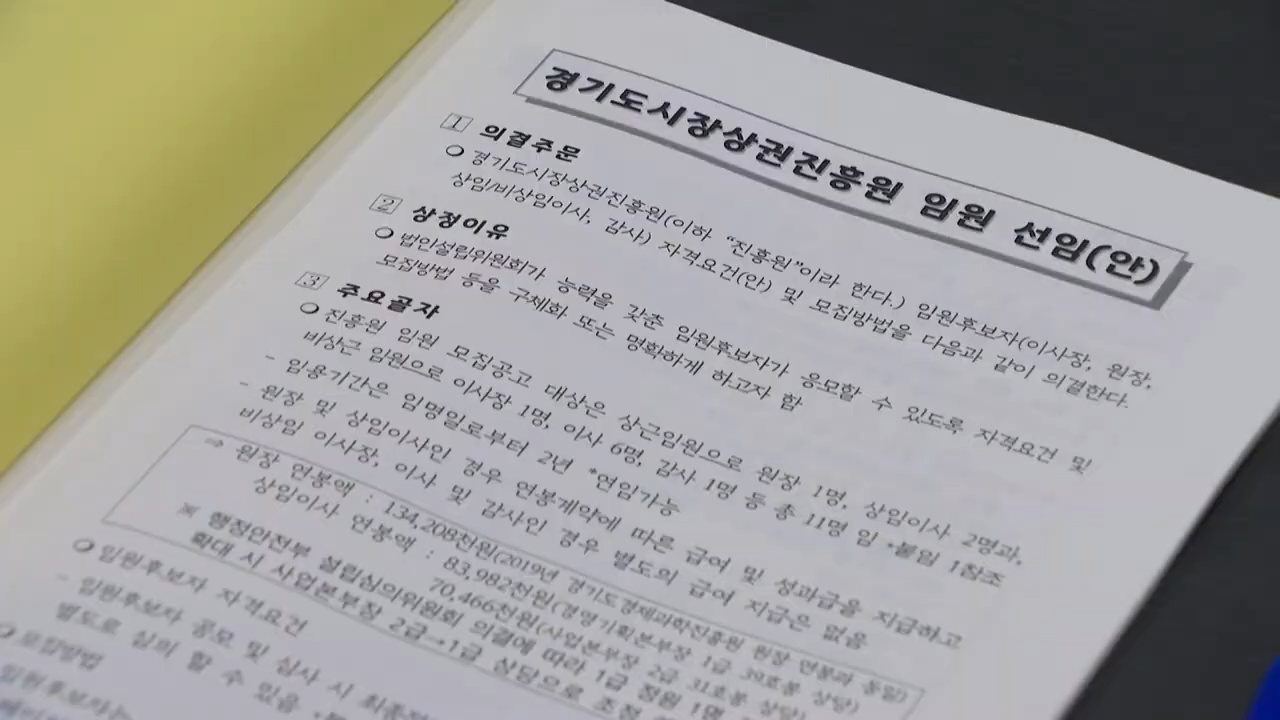 경기도시장상권진흥원 임원 선임(안)
1 의결주문
❍ 경기도시장상권진흥원(이하 “진흥원”이라 한다.) 임원후보자(이사장, 원장,
상임/비상임이사, 감사) 자격요건(안) 및 모집방법을 다음과 같이 의결한다.
2 상정이유
❍ 법인설립위원회가 능력을 갖춘 임원후보자가 응모할 수 있도록 자격요건 및
모집방법 등을 구체화 또는 명확하게 하고자 함
3 주요골자
❍ 진흥원 임원 모집공고 대상은 상근임원으로 원장 1명, 상임이사 2명과,
비상근 임원으로 이사장 1명, 이사 6명, 감사 1명 등 총 11명 임 *붙임 1참조
- 임용기간은 임명일로부터 2년 *연임가능
- 원장 및 상임이사인 경우 연봉계약에 따른 급여 및 성과급을 지급하고
비상임 이사장, 이사 및 감사인 경우 별도의 급여 지급은 없음
⇒ 원장 연봉액 : 134,208천원(2019년 경기도경제과학진흥원 원장 연봉과 동일)
상임이사 연봉액 : 83,982천원(경영기획본부장 1급 39호봉 상당)
70,466천원(사업본부장 2급 31호봉 상당)
※ 행정안전부 설립심의위원회 의결에 따라 1급 정원 1명
확대 시 사업본부장 2급→1급 상당으로 조정
❍ 임원후보자 자격요건
- 임원후보자 공모 및 심사 시 최종
별도로 심의 할 수 있음
❍ 모집방법
임원후보자는